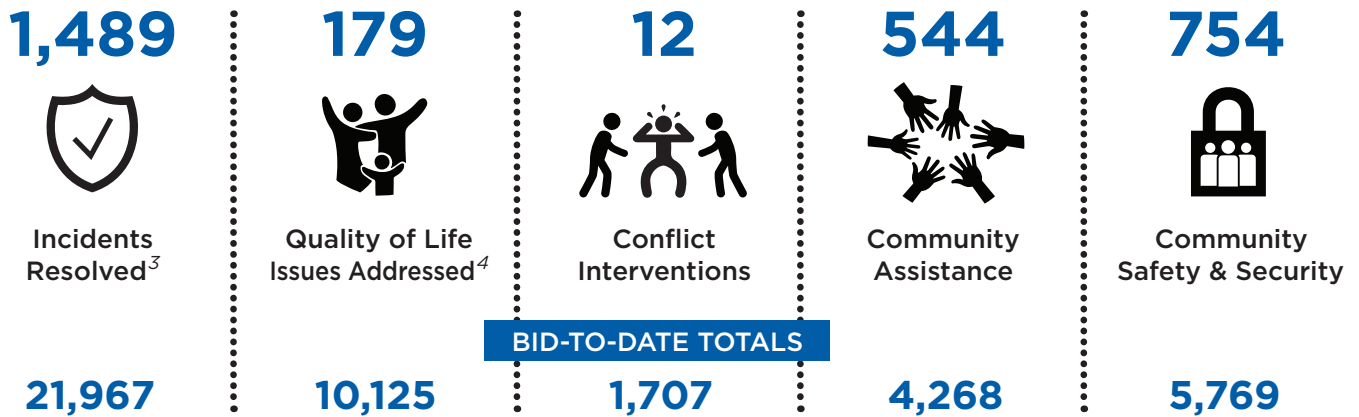 1,489
179
12
544
754
Incidents
Resolved3
Quality of Life
Issues Addressed4
Conflict
Interventions
Community
Assistance
Community
Safety & Security
BID-TO-DATE TOTALS
21,967
10,125
1,707
4,268
5,769